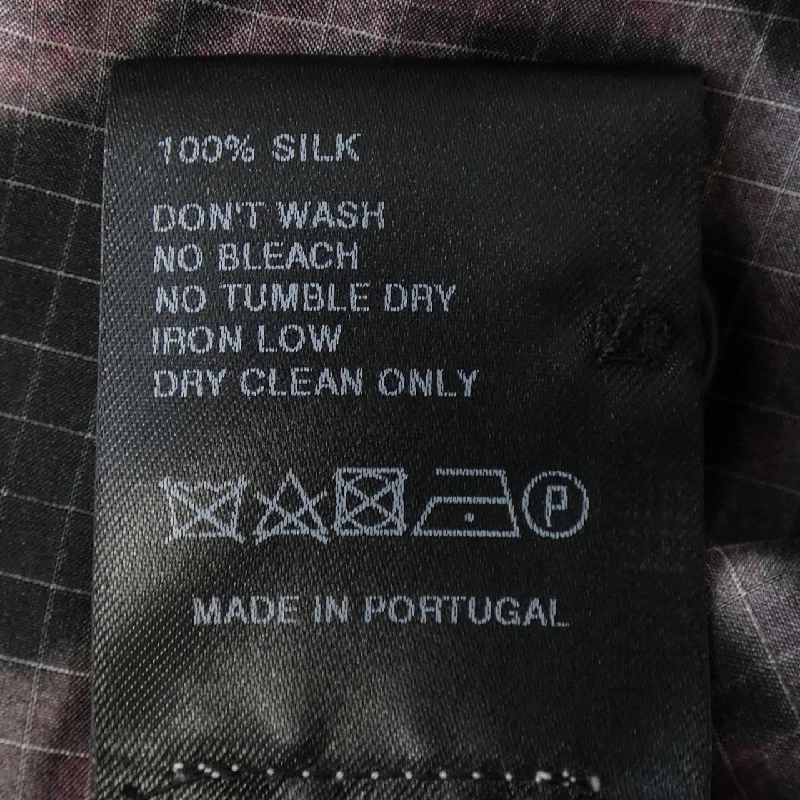 100% SILK
DON'T WASH
NO BLEACH
NO TUMBLE DRY
IRON LOW
DRY CLEAN ONLY
P
MADE IN PORTUGAL